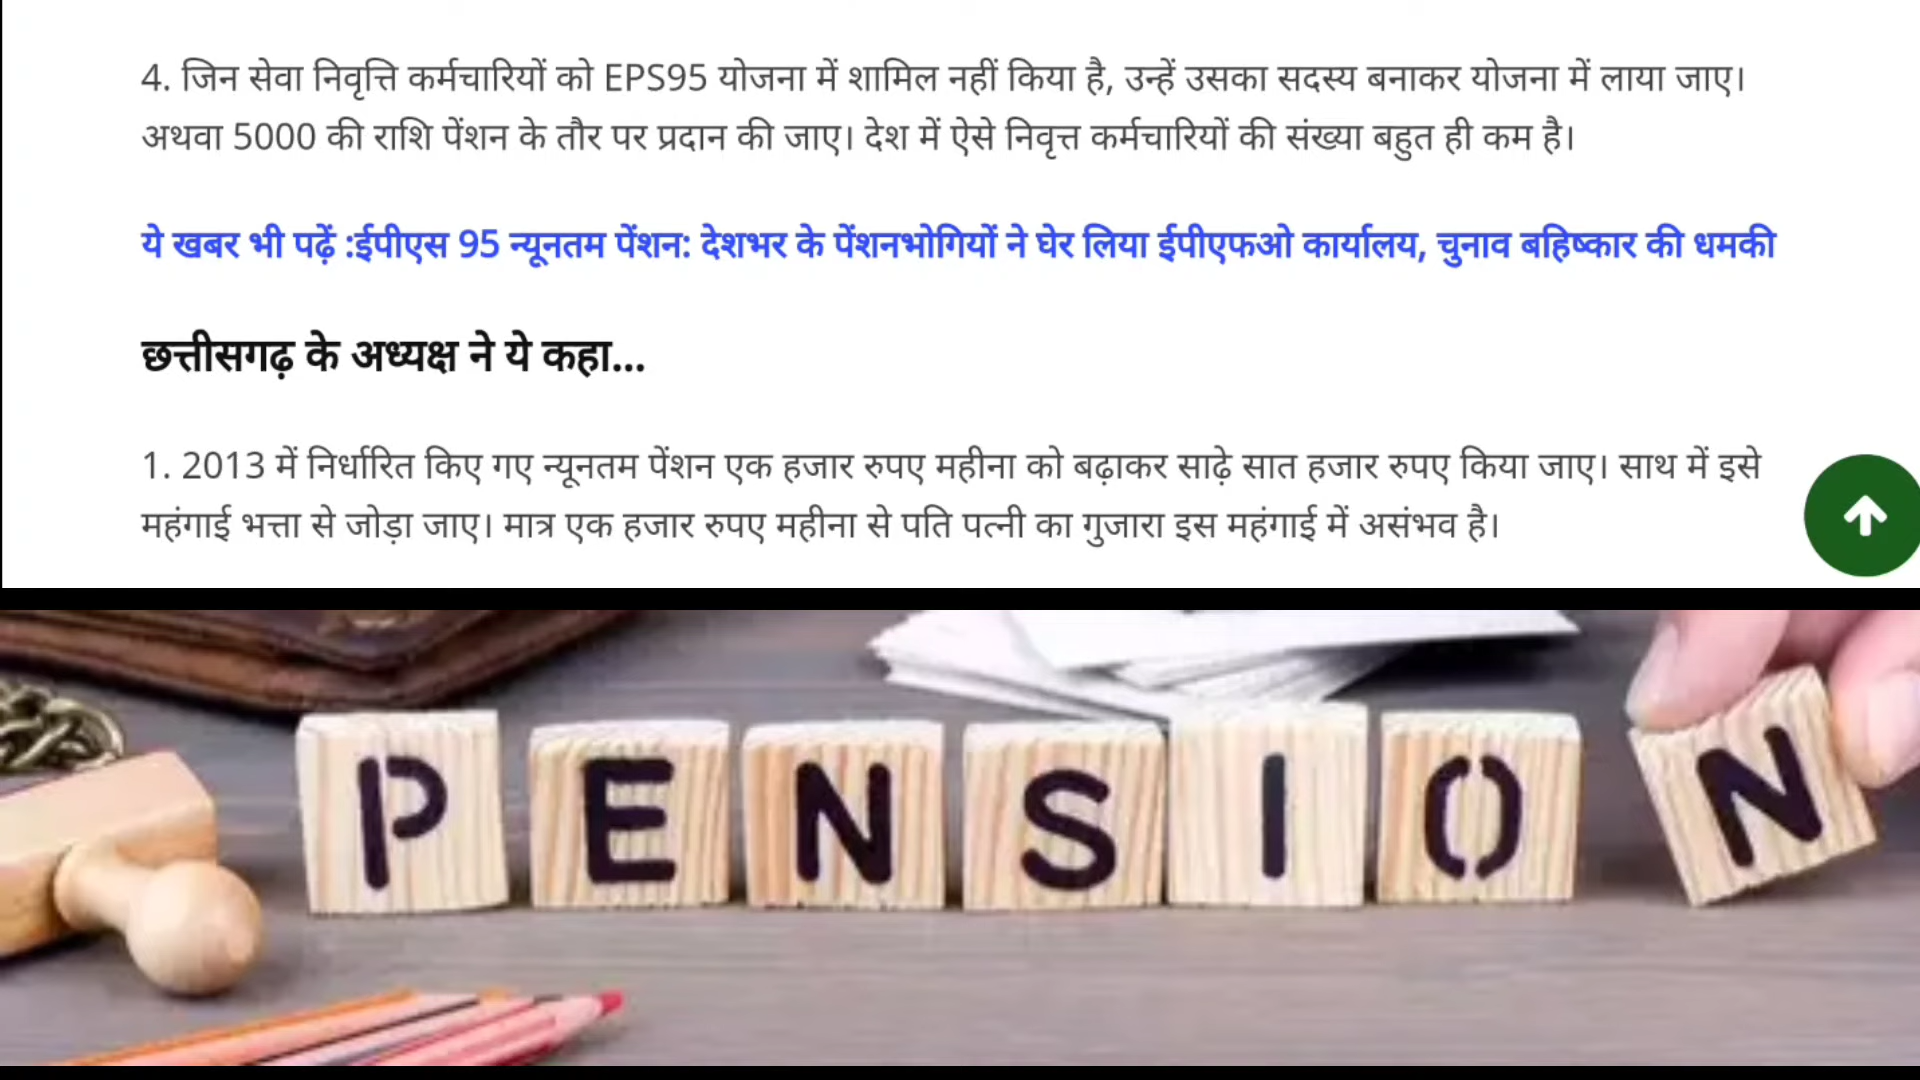 4. जिन सेवा निवृत्ति कर्मचारियों को EPS95 योजना में शामिल नहीं किया है, उन्हें उसका सदस्य बनाकर योजना में लाया जाए।
अथवा 5000 की राशि पेंशन के तौर पर प्रदान की जाए। देश में ऐसे निवृत्त कर्मचारियों की संख्या बहुत ही कम है।
ये खबर भी पढ़ें :ईपीएस 95 न्यूनतम पेंशन: देशभर के पेंशनभोगियों ने घेर लिया ईपीएफओ कार्यालय, चुनाव बहिष्कार की धमकी
छत्तीसगढ़ के अध्यक्ष ने ये कहा...
1. 2013 में निर्धारित किए गए न्यूनतम पेंशन एक हजार रुपए महीना को बढ़ाकर साढ़े सात हजार रुपए किया जाए। साथ में इसे
महंगाई भत्ता से जोड़ा जाए। मात्र एक हजार रुपए महीना से पति पत्नी का गुजारा इस महंगाई में असंभव है।
PENSION